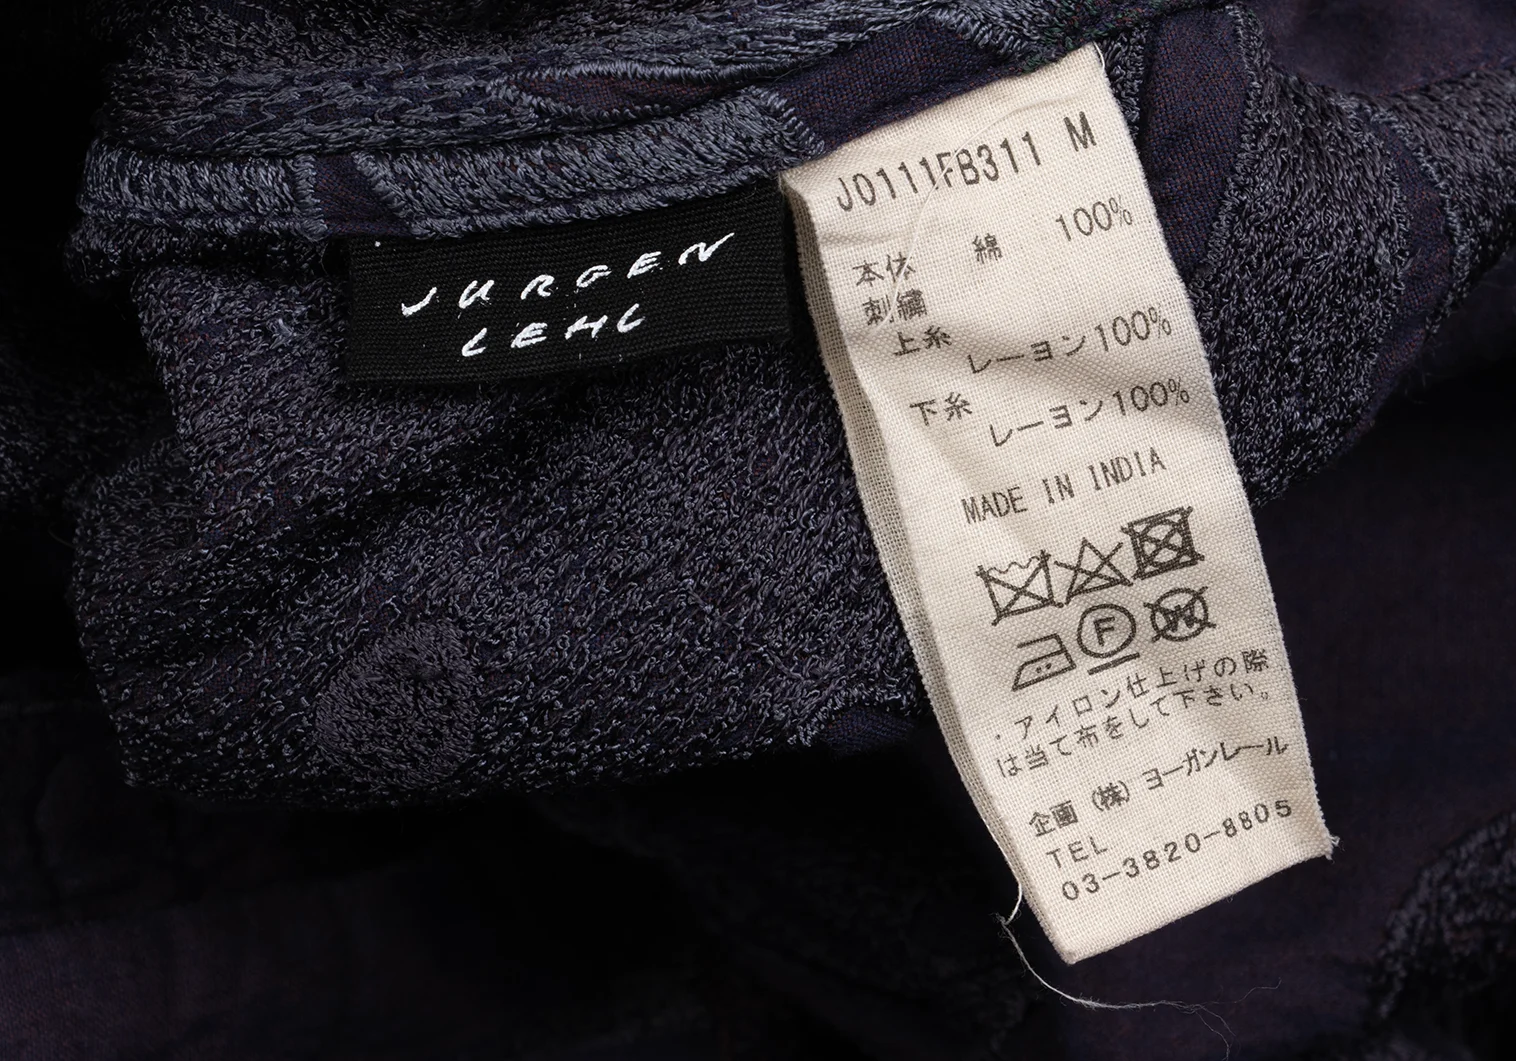 JURGEN
LEHL
J0111FB311 M
本体 綿 100%
刺繍
上糸
レーヨン100%
下糸
レーヨン100%
MADE IN INDIA
F W
・アイロン仕上げの際
は当て布をして下さい。
企画 (株) ヨーガンレール
TEL
03-3820-8805